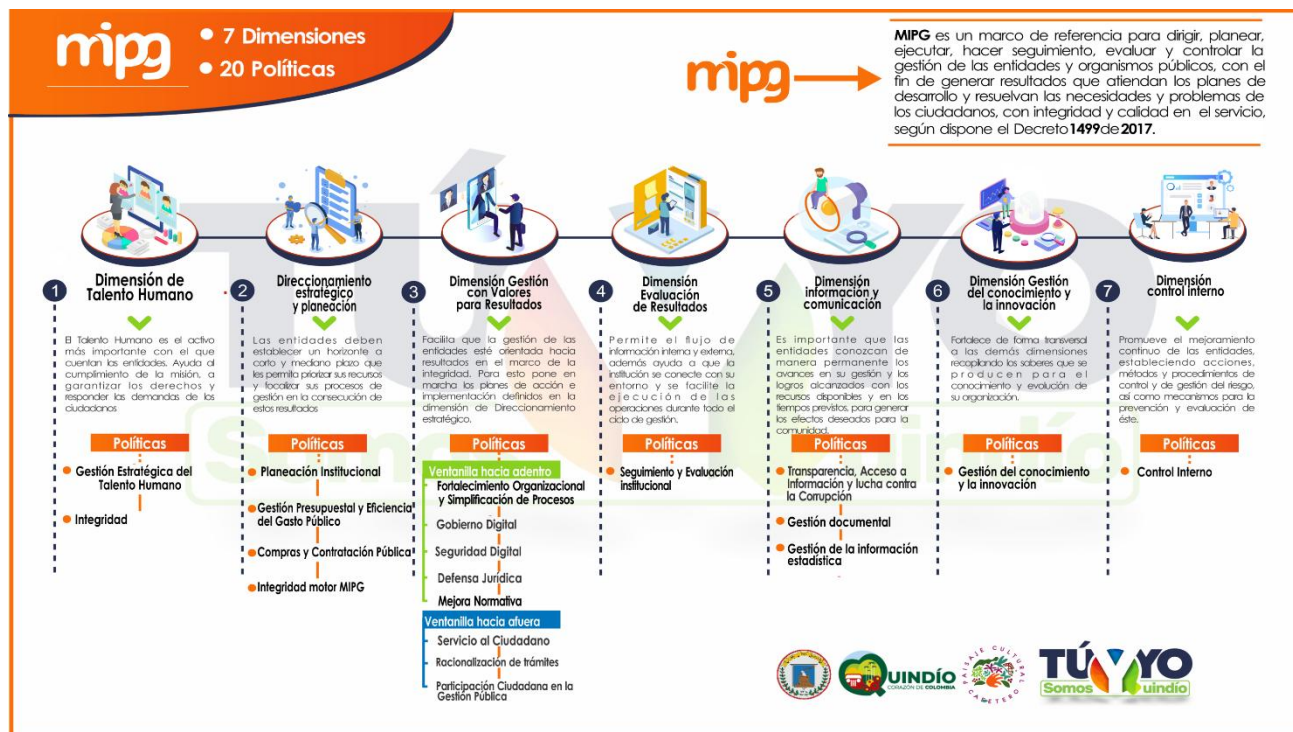 mipg
7 Dimensiones
20 Políticas
mipg
MIPG es un marco de referencia para dirigir, planear,
ejecutar, hacer seguimiento, evaluar y controlar la
gestión de las entidades y organismos públicos, con el
fin de generar resultados que atiendan los planes de
desarrollo y resuelvan las necesidades y problemas de
los ciudadanos, con integridad y calidad en el servicio,
según dispone el Decreto 1499de 2017.
1
Dimensión de
Talento Humano
El Talento Humano es el activo
más importante con el que
cuentan las entidades. Ayuda al
cumplimiento de la misión, a
garantizar los derechos y
responder las demandas de los
ciudadanos
Políticas
Gestión Estratégica del
Talento Humano
Integridad
2
Direccionamiento
estratégico
y planeación
Las entidades deben
establecer un horizonte a
corto y mediano plazo que
les permita priorizar sus recursos
y focalizar sus procesos de
gestión en la consecución de
estos resultados
Políticas
Planeación Institucional
Gestión Presupuestal y Eficiencia
del Gasto Público
Compras y Contratación Pública
Integridad motor MIPG
3
Dimensión Gestión
con Valores
para Resultados
Facilita que la gestión de las
entidades esté orientada hacia
resultados en el marco de la
integridad. Para esto pone en
marcha los planes de acción e
implementación definidos en la
dimensión de Direccionamiento
estratégico.
Políticas
Ventanilla hacia adentro
Fortalecimiento Organizacional
y Simplificación de Procesos
Gobierno Digital
Seguridad Digital
Defensa Jurídica
Mejora Normativa
Ventanilla hacia afuera
Servicio al Ciudadano
Racionalización de trámites
Participación Ciudadana en la
Gestión Pública
4
Dimensión
Evaluación
de Resultados
Permite el flujo de
información interna y externa,
además ayuda a que la
institución se conecte con su
entorno y se facilite la
ejecución de las
operaciones durante todo el
ciclo de gestión.
Políticas
Seguimiento y Evaluación
institucional
5
Dimensión
información y
comunicación
Es importante que las
entidades conozcan de
manera permanente los
avances en su gestión y los
logros alcanzados con los
recursos disponibles y en los
tiempos previstos, para generar
los efectos deseados para la
comunidad.
Políticas
Transparencia, Acceso a
Información y lucha contra
la Corrupción
Gestión documental
Gestión de la información
estadística
6
Dimensión Gestión
del conocimiento y
la innovación
Fortalece de forma transversal
a las demás dimensiones
recopilando los saberes que se
producen para el
conocimiento y evolución de
su organización.
Políticas
Gestión del conocimiento
y la innovación
7
Dimensión
control interno
Promueve el mejoramiento
continuo de las entidades,
estableciendo acciones,
métodos y procedimientos de
control y de gestión del riesgo,
así como mecanismos para la
prevención y evaluación de
éste.
Políticas
Control Interno
QUINDÍO
CORAZÓN DE COLOMBIA
PAISAJE CULTURAL
CAFETERO
TÚ Y YO
Somos Quindío
TÚ Y YO
Somos Quindío